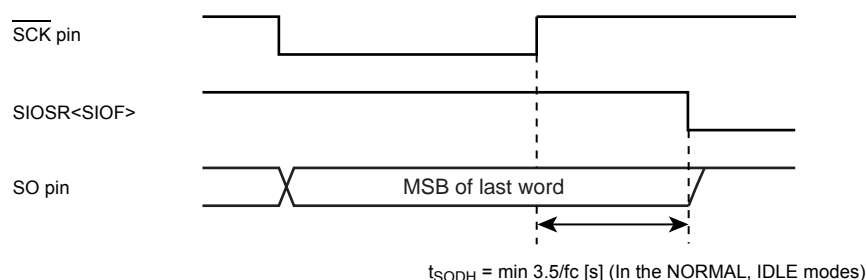 SCK pin
SIOSR<SIOF>
SO pin
MSB of last word
tSODH = min 3.5/fc [s] (In the NORMAL, IDLE modes)